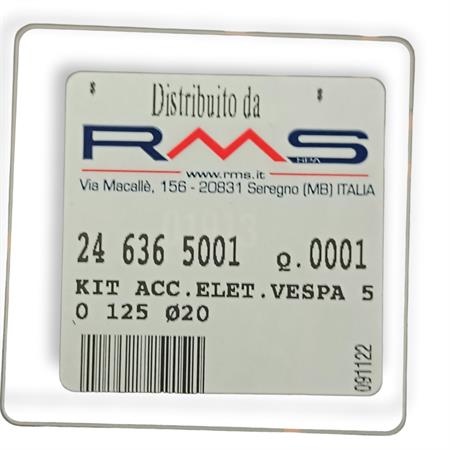 $ $
Distribuito da
RMS
SPA
www.rms.it
Via Macallè, 156 - 20831 Seregno (MB) ITALIA
24 636 5001 Q.0001
KIT ACC.ELET.VESPA 5
0 125 Ø20
091122